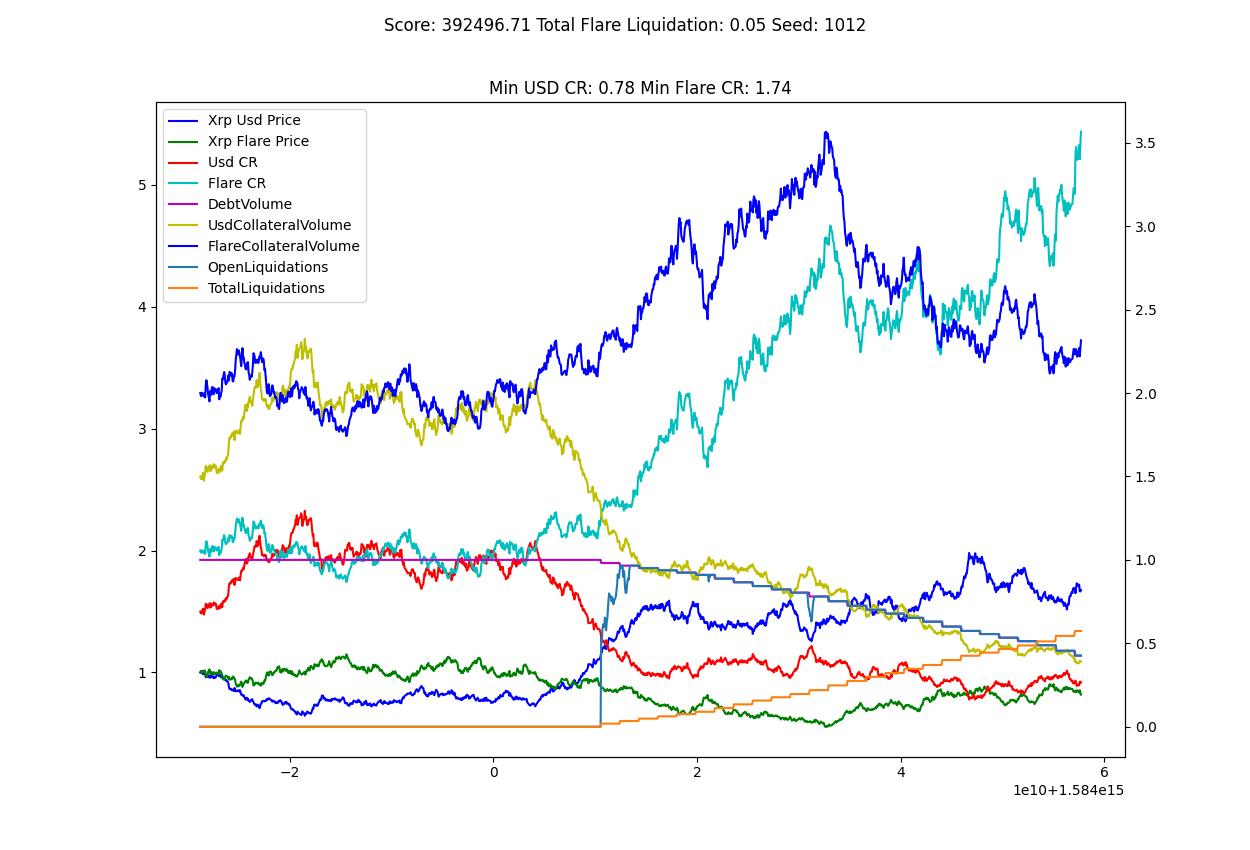 Score: 392496.71 Total Flare Liquidation: 0.05 Seed: 1012
Min USD CR: 0.78 Min Flare CR: 1.74
Xrp Usd Price
Xrp Flare Price
Usd CR
Flare CR
DebtVolume
UsdCollateralVolume
FlareCollateralVolume
OpenLiquidations
TotalLiquidations
5
4
3
2
1
3.5
3.0
2.5
2.0
1.5
1.0
0.5
0.0
−2 0 2 4 6
1e10+1.584e15